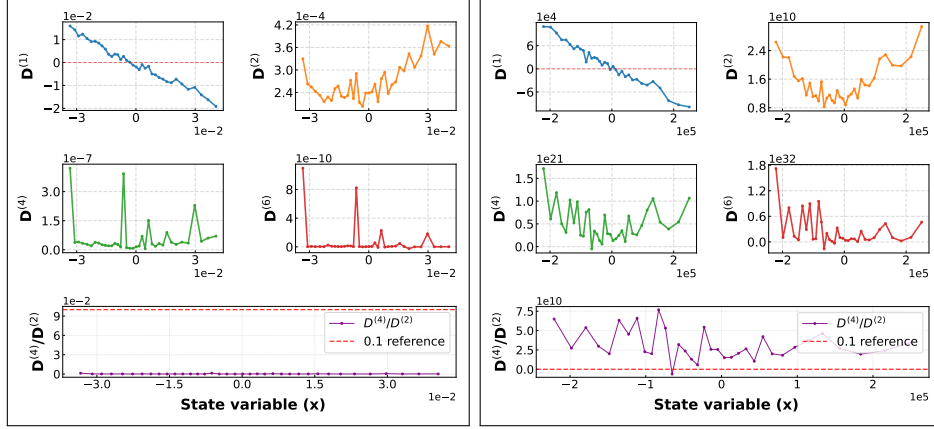 1e−2
D(1)
1
0
−1
−2
−3
0
3
1e−2
1e−4
D(2)
4.2
3.6
3.0
2.4
−3
0
3
1e−2
1e−7
D(4)
3.0
1.5
0.0
−3
0
3
1e−10
D(6)
8
4
0
−3
0
3
1e−2
D(4)/D(2)
9
6
3
0
D(4)/D(2)
0.1 reference
−3.0
−1.5
0.0
1.5
3.0
1e−2
State variable (x)
1e4
D(1)
6
0
−6
−2
0
2
1e5
1e10
D(2)
2.4
1.6
0.8
−2
0
2
1e5
1e21
D(4)
1.5
1.0
0.5
0.0
−2
0
2
1e32
D(6)
1.8
1.2
0.6
0.0
−2
0
2
1e10
D(4)/D(2)
7.5
5.0
2.5
0.0
D(4)/D(2)
0.1 reference
−2
−1
0
1
2
1e5
State variable (x)